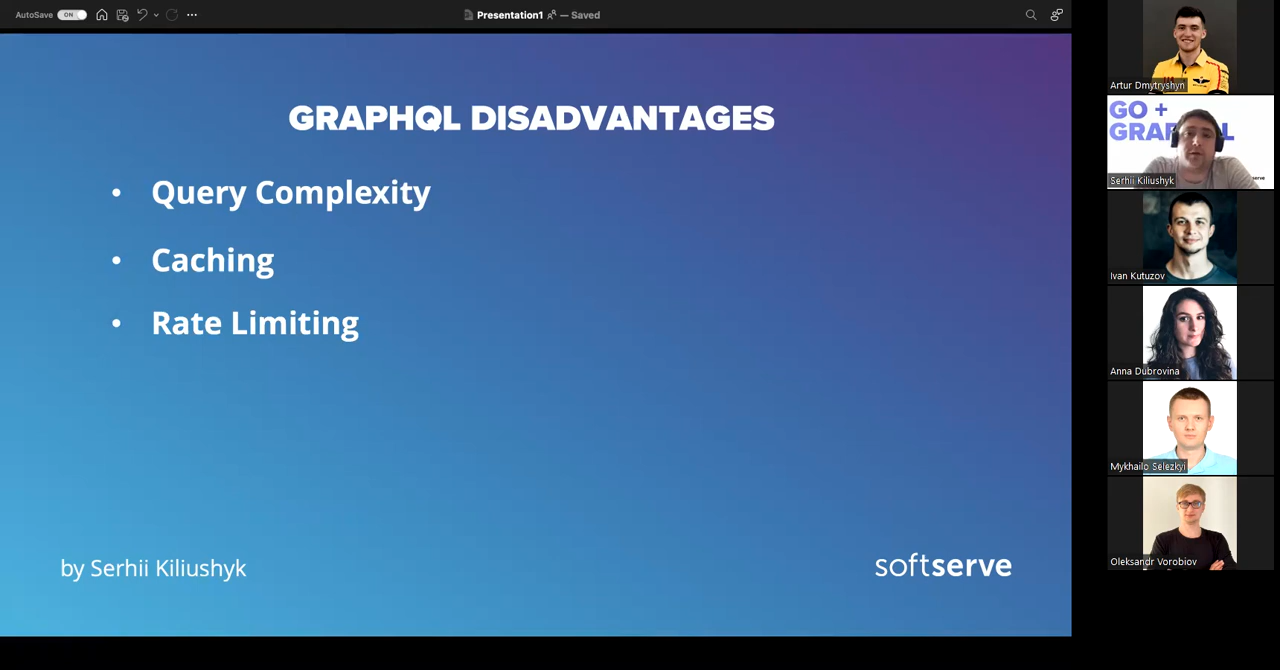 AutoSave ON
Presentation1 — Saved
GRAPHQL DISADVANTAGES
• Query Complexity
• Caching
• Rate Limiting
by Serhii Kiliushyk
softserve
Artur Dmytryshyn
GO +
Serhii Kiliushyk
Ivan Kutuzov
Anna Dubrovina
Mykhailo Selezkyi
Oleksandr Vorobiov